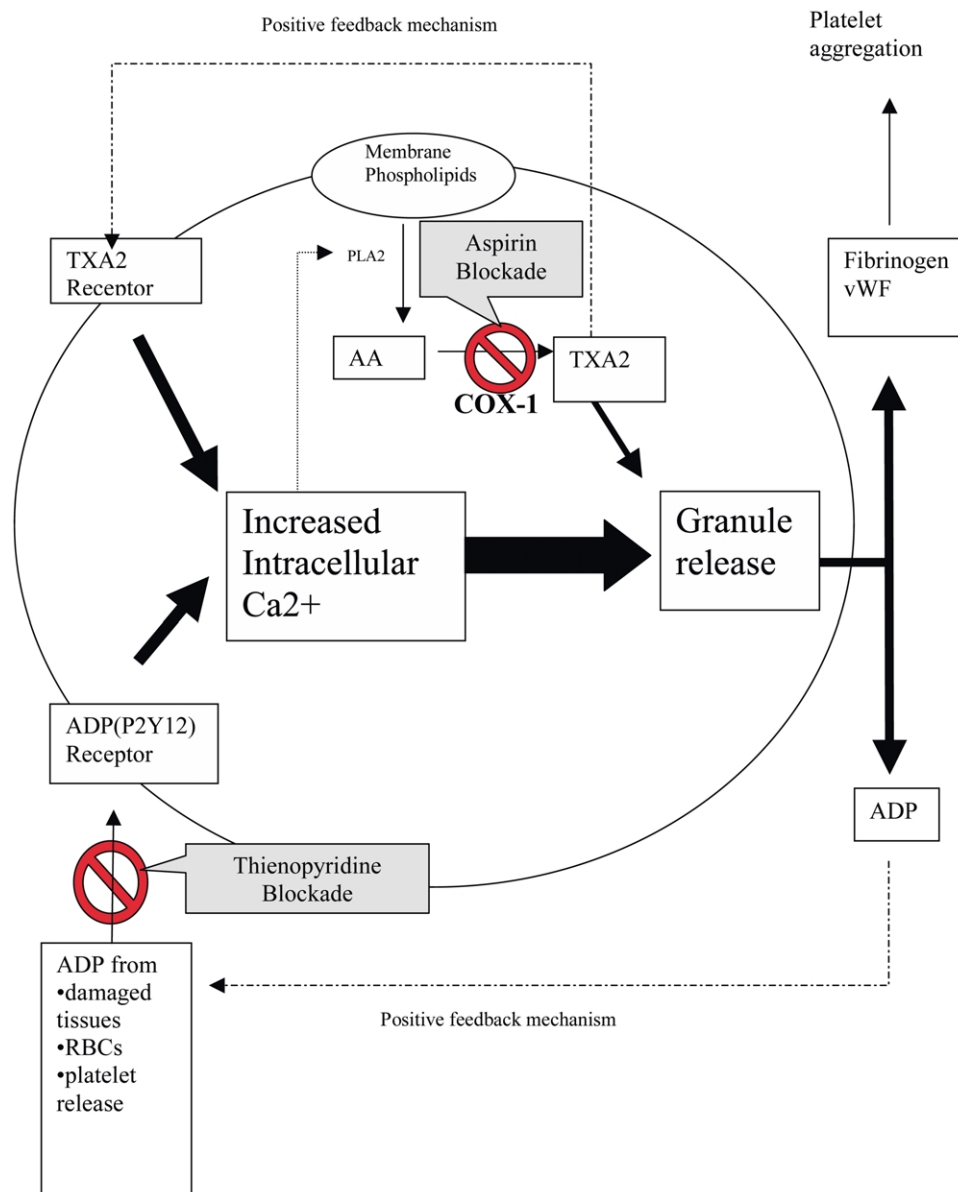 Positive feedback mechanism
Platelet
aggregation
Membrane
Phospholipids
TXA2
Receptor
PLA2
Aspirin
Blockade
Fibrinogen
vWF
AA
TXA2
COX-1
Increased
Intracellular
Ca2+
Granule
release
ADP(P2Y12)
Receptor
ADP
Thienopyridine
Blockade
ADP from
•damaged
tissues
•RBCs
•platelet
release
Positive feedback mechanism